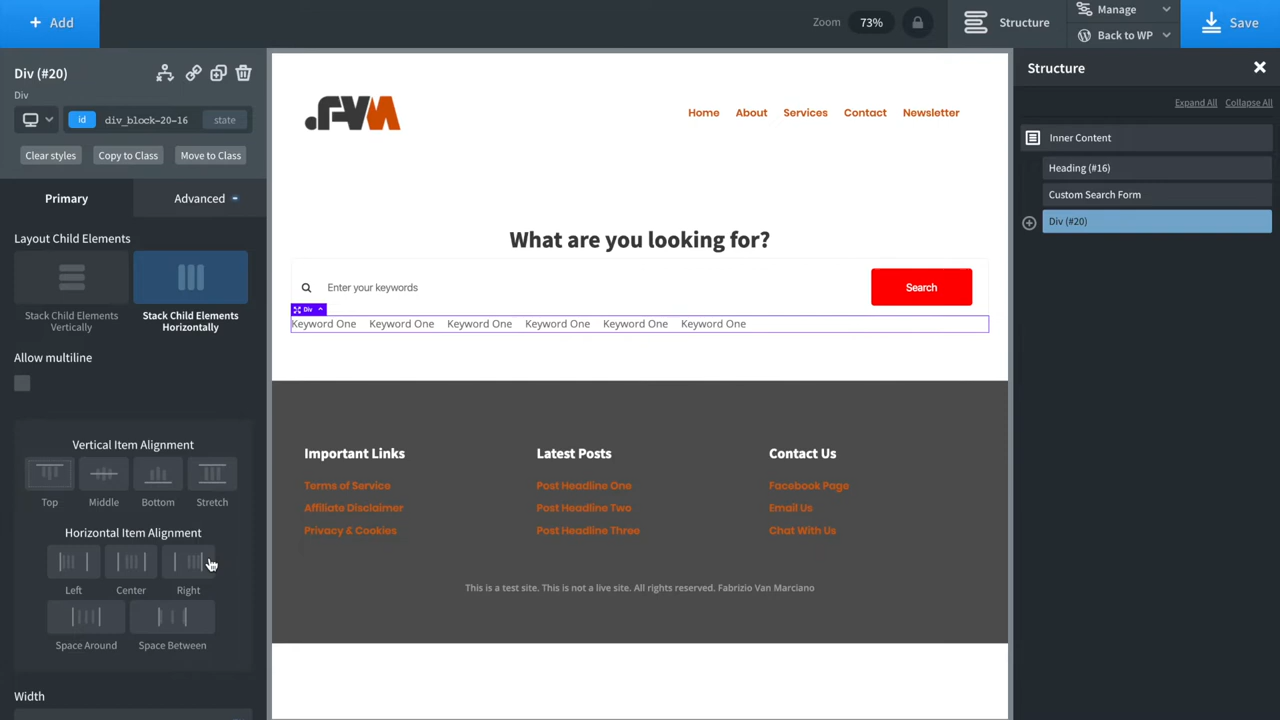 + Add
Zoom 73%
Structure
Manage
Back to WP
Save
Div (#20)
Div
id div_block-20-16 state
Clear styles Copy to Class Move to Class
Primary Advanced
Layout Child Elements
Stack Child Elements Vertically
Stack Child Elements Horizontally
Allow multiline
Vertical Item Alignment
Top Middle Bottom Stretch
Horizontal Item Alignment
Left Center Right
Space Around Space Between
Width
.FVM
Home About Services Contact Newsletter
What are you looking for?
Enter your keywords Search
Div
Keyword One Keyword One Keyword One Keyword One Keyword One Keyword One
Important Links Latest Posts Contact Us
Terms of Service Post Headline One Facebook Page
Affiliate Disclaimer Post Headline Two Email Us
Privacy & Cookies Post Headline Three Chat With Us
This is a test site. This is not a live site. All rights reserved. Fabrizio Van Marciano
Structure
Expand All Collapse All
Inner Content
Heading (#16)
Custom Search Form
Div (#20)